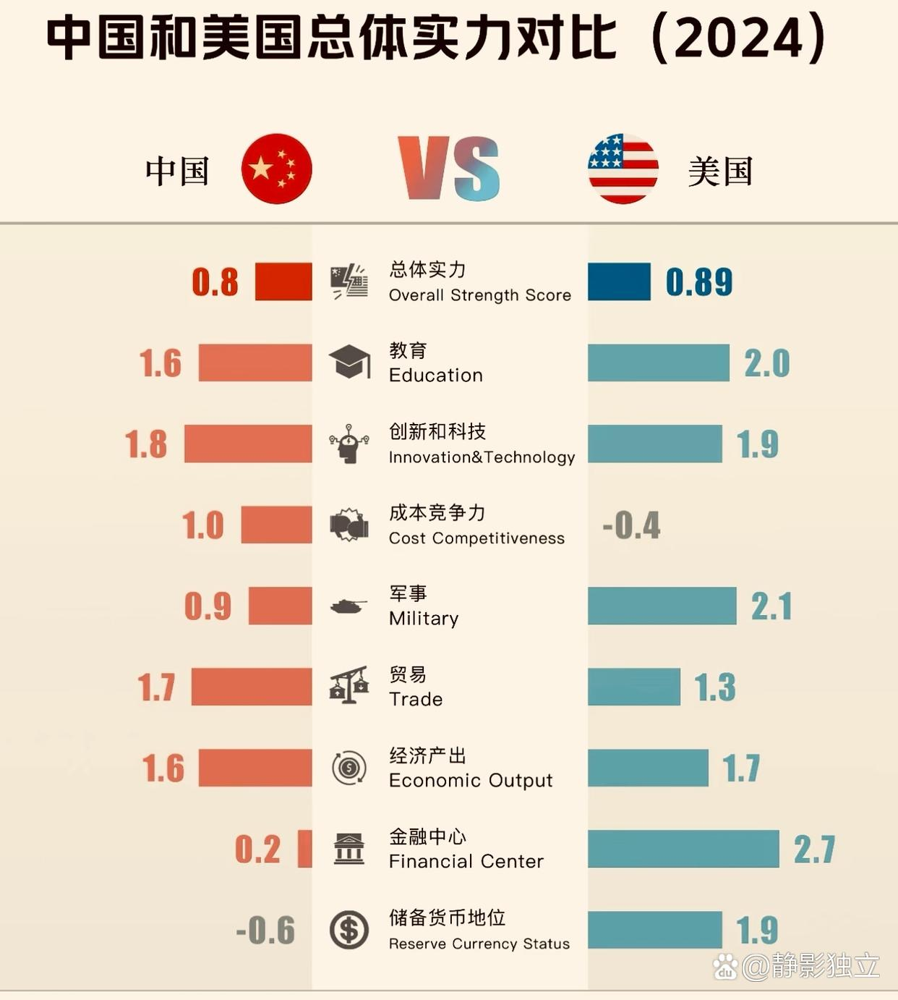 中国和美国总体实力对比（2024）
中国 VS 美国
0.8 总体实力 0.89
Overall Strength Score
1.6 教育 2.0
Education
1.8 创新和科技 1.9
Innovation&Technology
1.0 成本竞争力 -0.4
Cost Competitiveness
0.9 军事 2.1
Military
1.7 贸易 1.3
Trade
1.6 经济产出 1.7
Economic Output
0.2 金融中心 2.7
Financial Center
-0.6 储备货币地位 1.9
Reserve Currency Status
du @静影独立